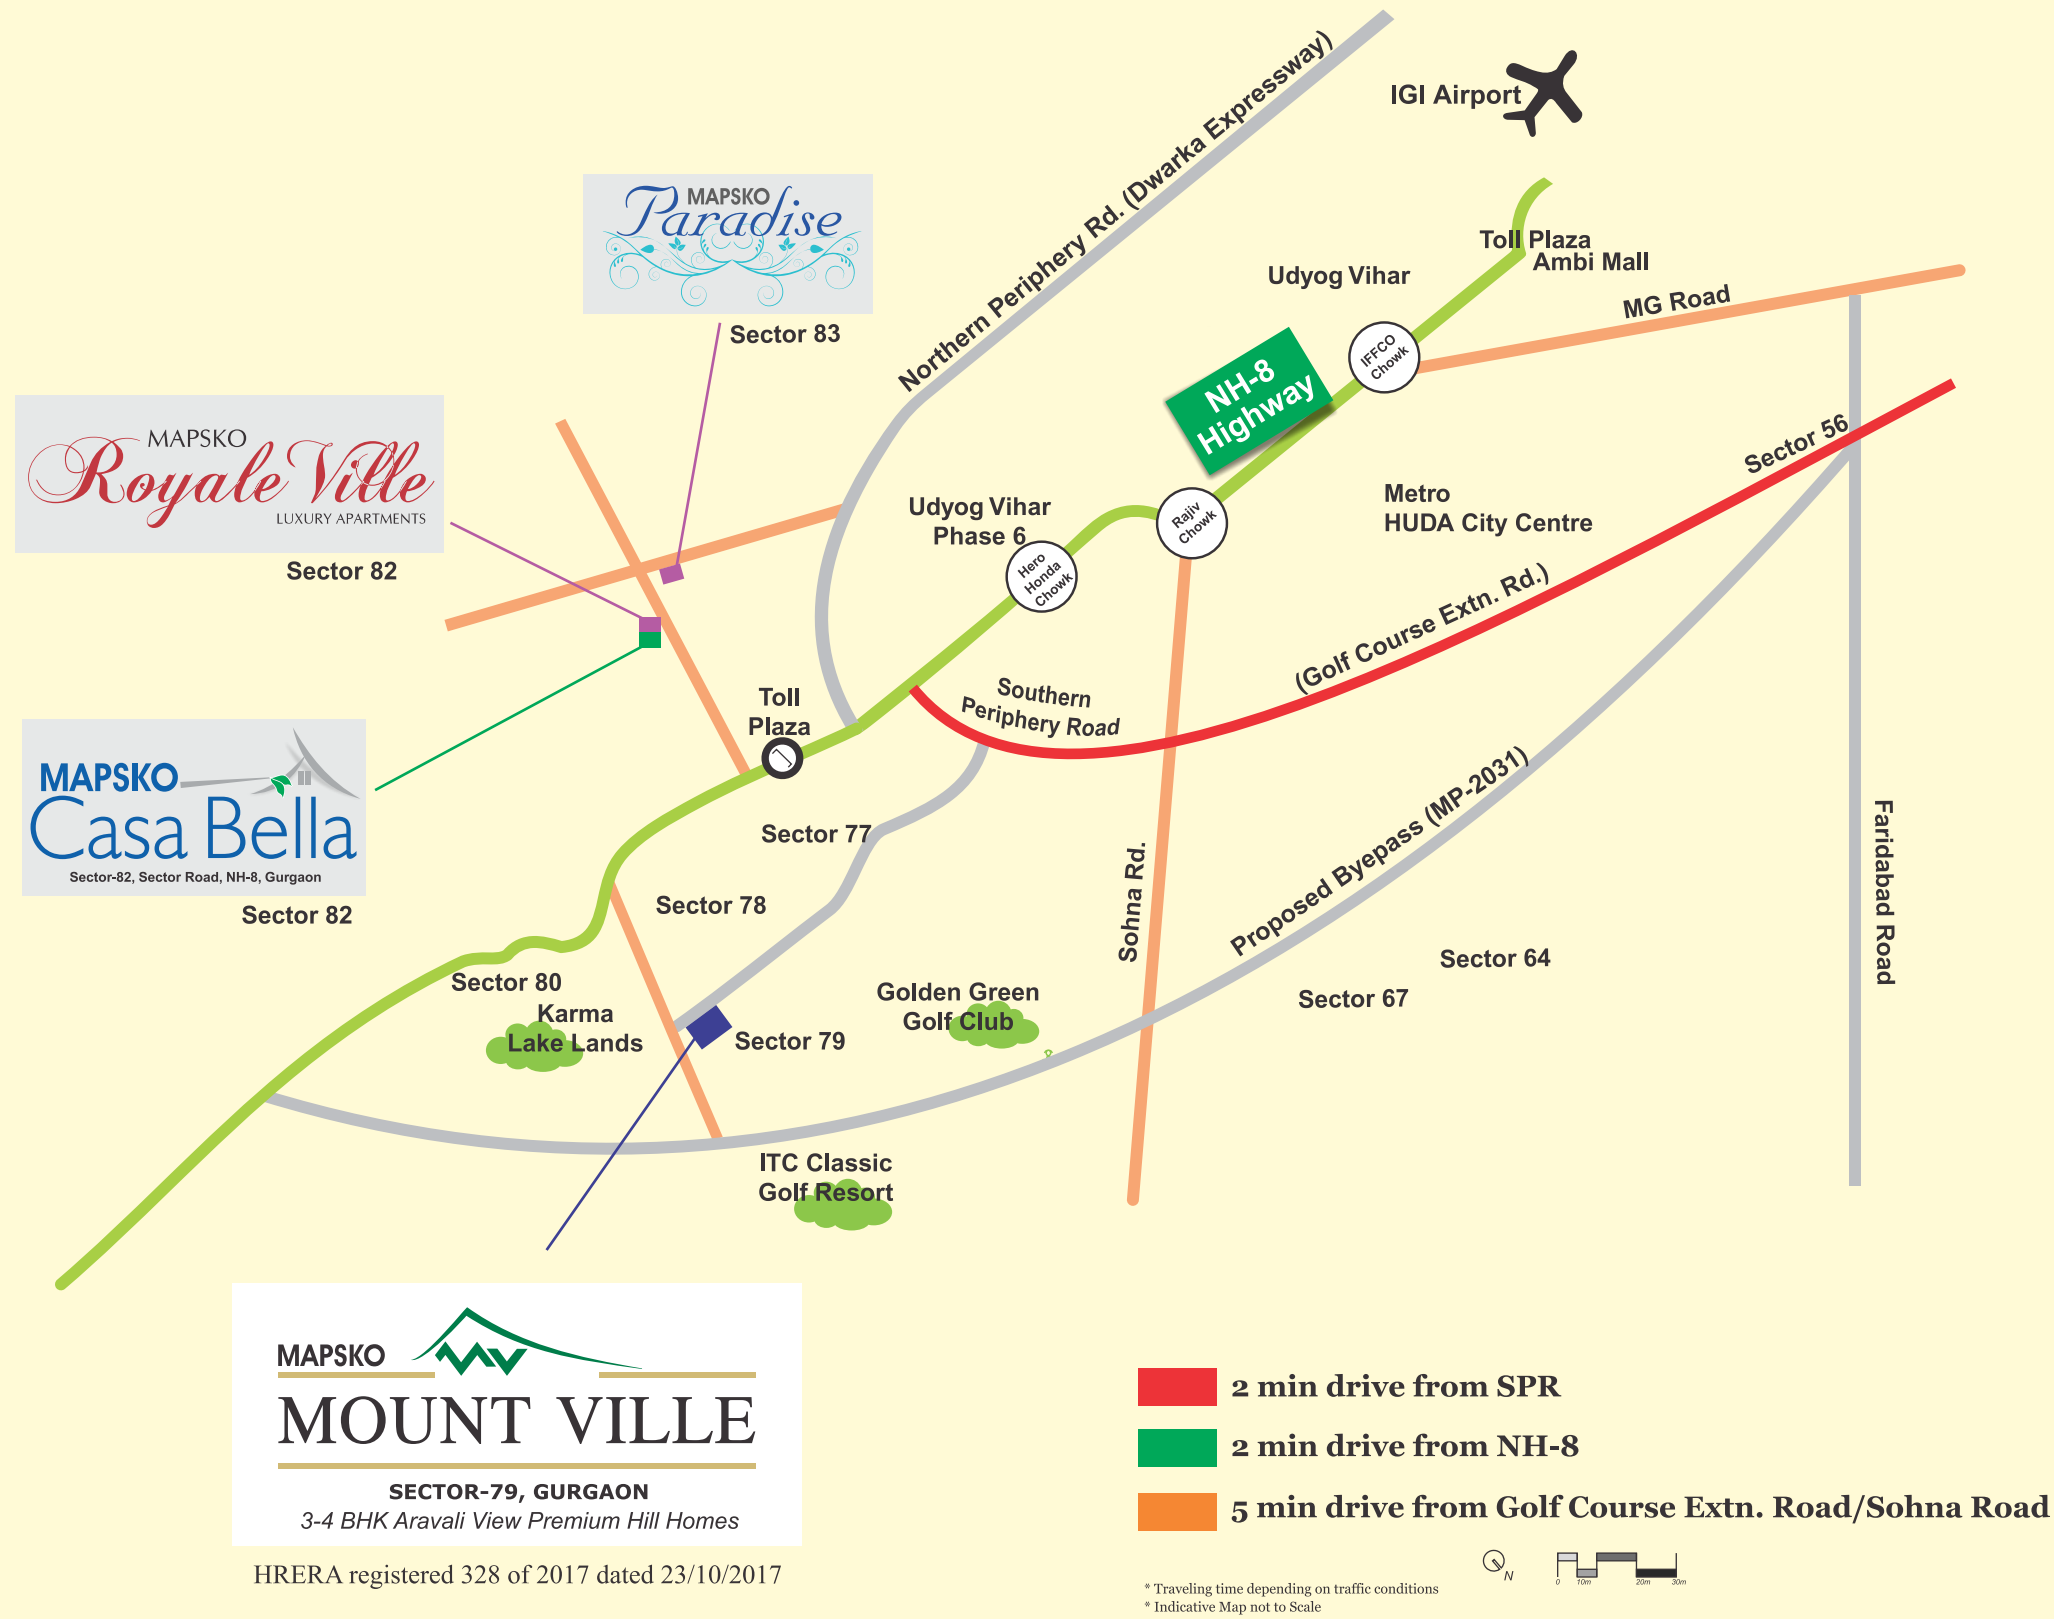 IGI Airport
Northern Periphery Rd. (Dwarka Expressway)
MAPSKO
Paradise
Sector 83
Toll Plaza
Ambi Mall
Udyog Vihar
MG Road
IFFCO
Chowk
NH-8
Highway
MAPSKO
Royale Ville
LUXURY APARTMENTS
Sector 82
Sector 56
Metro
HUDA City Centre
Udyog Vihar
Phase 6
Rajiv
Chowk
Hero
Honda
Chowk
(Golf Course Extn. Rd.)
Southern
Periphery Road
Toll
Plaza
MAPSKO
Casa Bella
Sector-82, Sector Road, NH-8, Gurgaon
Sector 82
Sector 77
Sector 78
Sohna Rd.
Proposed Byepass (MP-2031)
Faridabad Road
Sector 64
Sector 67
Sector 80
Karma
Lake Lands
Golden Green
Golf Club
Sector 79
ITC Classic
Golf Resort
MAPSKO
MOUNT VILLE
SECTOR-79, GURGAON
3-4 BHK Aravali View Premium Hill Homes
HRERA registered 328 of 2017 dated 23/10/2017
2 min drive from SPR
2 min drive from NH-8
5 min drive from Golf Course Extn. Road/Sohna Road
N
0 10m 20m 30m
* Traveling time depending on traffic conditions
* Indicative Map not to Scale